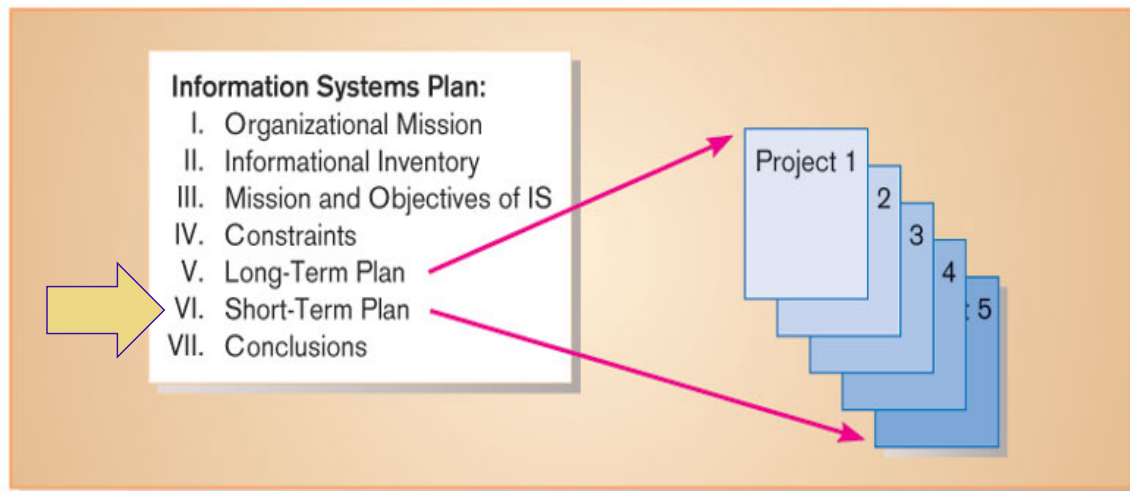 Information Systems Plan:
I. Organizational Mission
II. Informational Inventory
III. Mission and Objectives of IS
IV. Constraints
V. Long-Term Plan
VI. Short-Term Plan
VII. Conclusions
Project 1
2
3
4
5